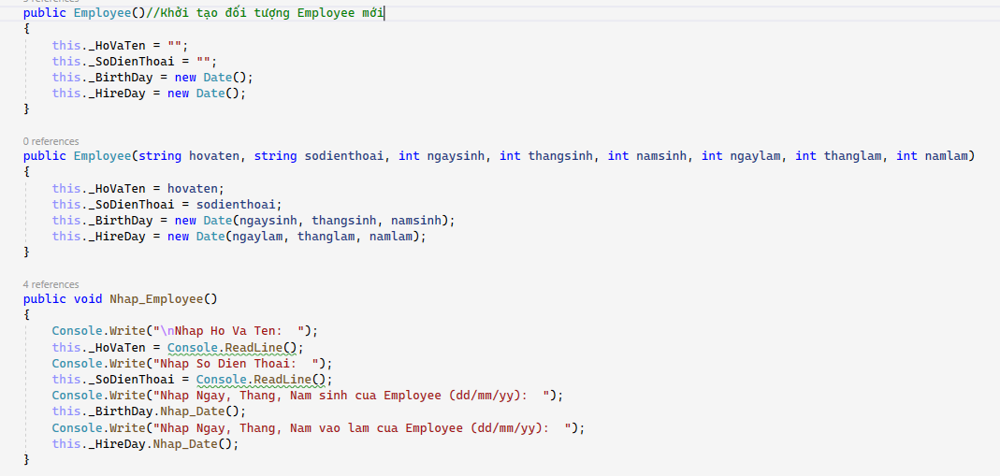 public Employee()//Khởi tạo đối tượng Employee mới
{
this._HoVaTen = "";
this._SoDienThoai = "";
this._BirthDay = new Date();
this._HireDay = new Date();
}
0 references
public Employee(string hovaten, string sodienthoai, int ngaysinh, int thangsinh, int namsinh, int ngaylam, int thanglam, int namlam)
{
this._HoVaTen = hovaten;
this._SoDienThoai = sodienthoai;
this._BirthDay = new Date(ngaysinh, thangsinh, namsinh);
this._HireDay = new Date(ngaylam, thanglam, namlam);
}
4 references
public void Nhap_Employee()
{
Console.Write("\nNhap Ho Va Ten:  ");
this._HoVaTen = Console.ReadLine();
Console.Write("Nhap So Dien Thoai:  ");
this._SoDienThoai = Console.ReadLine();
Console.Write("Nhap Ngay, Thang, Nam sinh cua Employee (dd/mm/yy):  ");
this._BirthDay.Nhap_Date();
Console.Write("Nhap Ngay, Thang, Nam vao lam cua Employee (dd/mm/yy):  ");
this._HireDay.Nhap_Date();
}